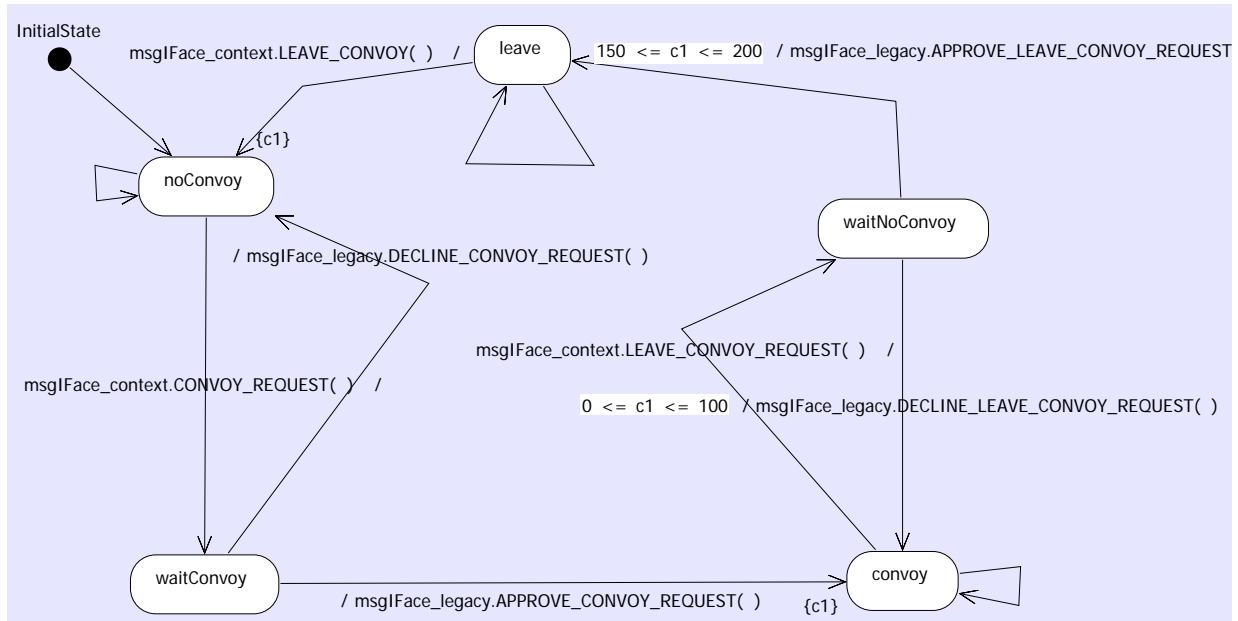 InitialState
msgIFace_context.LEAVE_CONVOY( ) /
leave
150 <= c1 <= 200 / msgIFace_legacy.APPROVE_LEAVE_CONVOY_REQUEST
{c1}
noConvoy
waitNoConvoy
/ msgIFace_legacy.DECLINE_CONVOY_REQUEST( )
msgIFace_context.LEAVE_CONVOY_REQUEST( ) /
msgIFace_context.CONVOY_REQUEST( ) /
0 <= c1 <= 100 / msgIFace_legacy.DECLINE_LEAVE_CONVOY_REQUEST( )
waitConvoy
convoy
/ msgIFace_legacy.APPROVE_CONVOY_REQUEST( )
{c1}